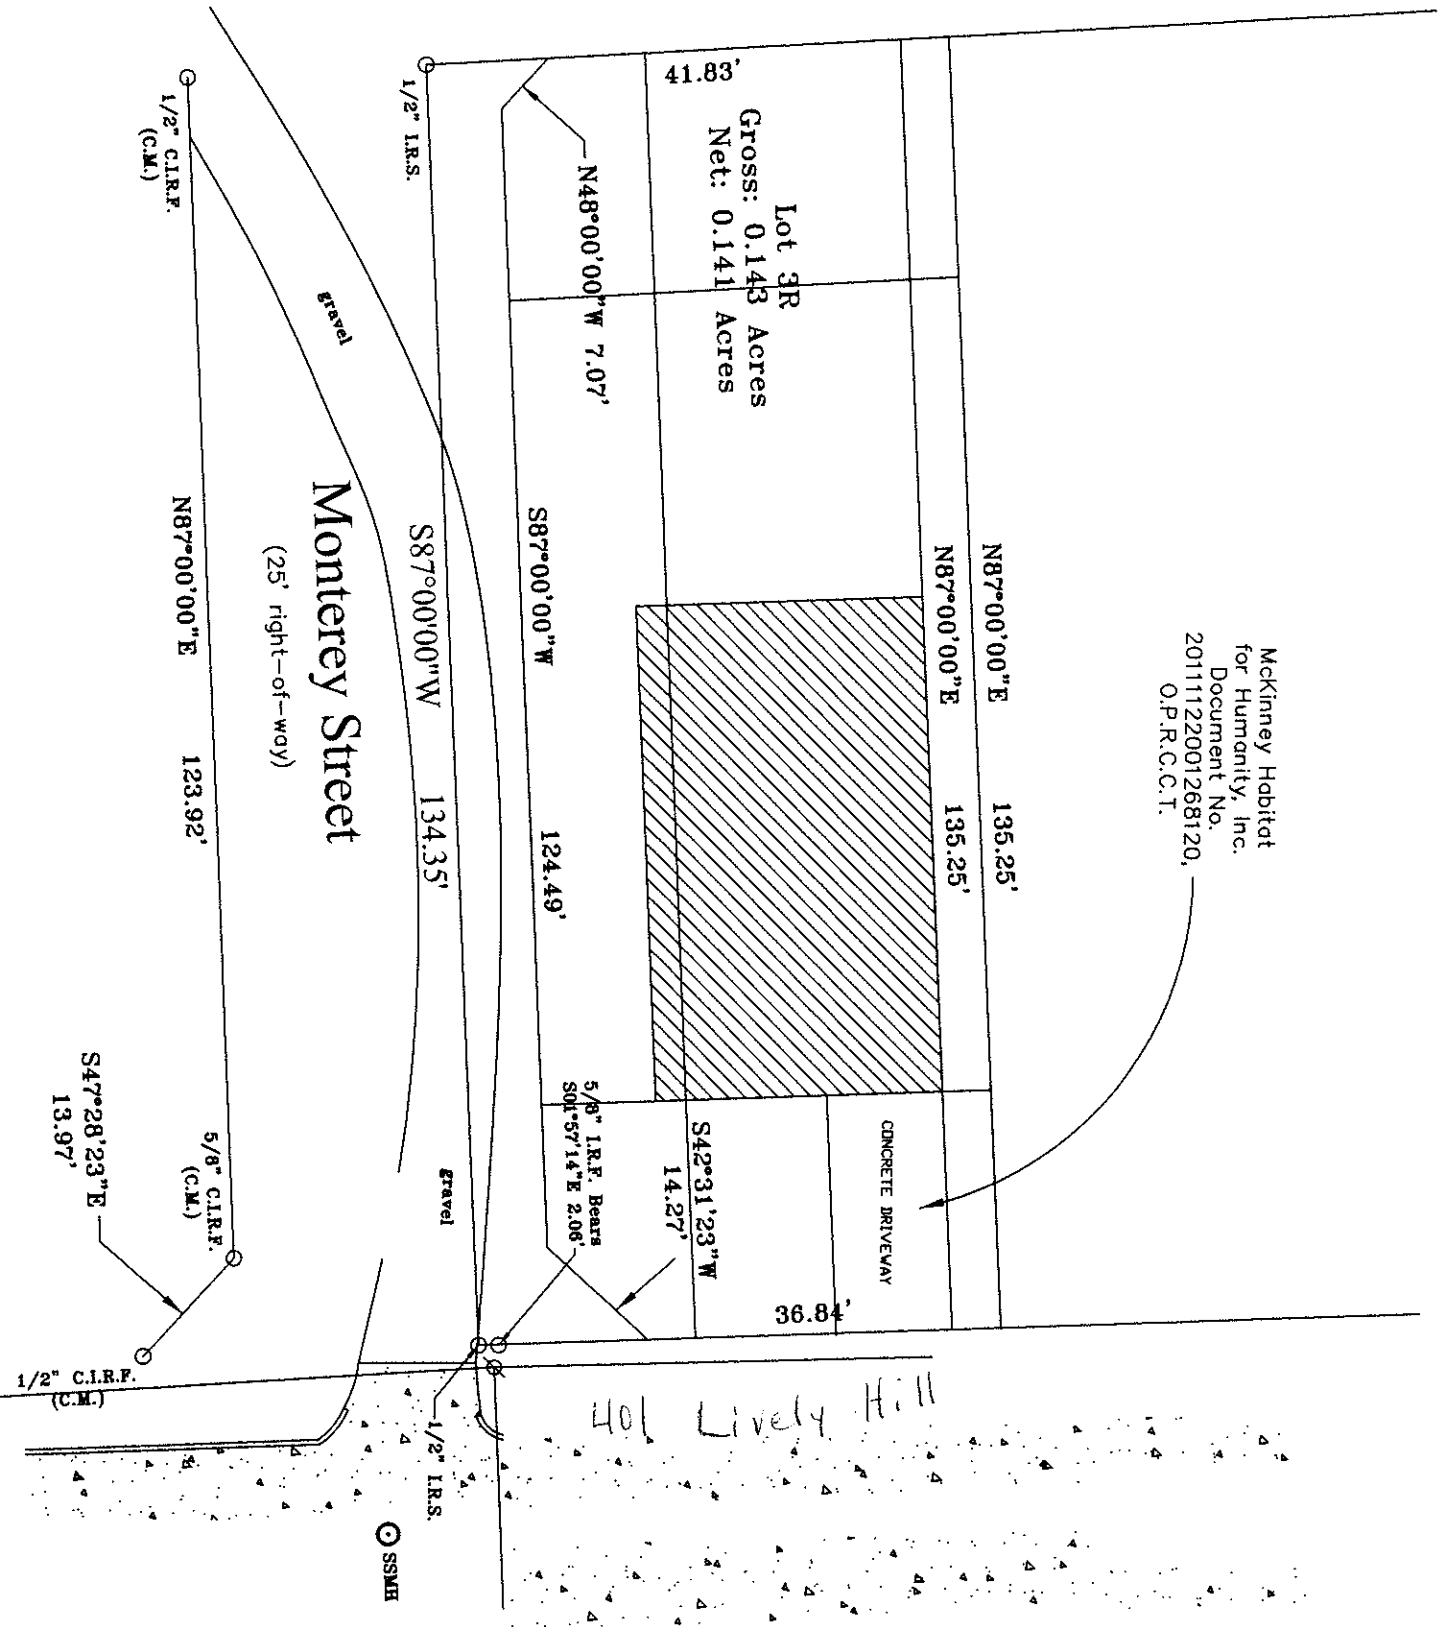 McKinney Habitat
for Humanity, Inc.
Document No.
20111122001268120,
O.P.R.C.C.T.
N87°00'00"E 135.25'
N87°00'00"E 135.25'
41.83'
Lot 3R
Gross: 0.143 Acres
Net: 0.141 Acres
CONCRETE DRIVEWAY
36.84'
S42°31'23"W
14.27'
N48°00'00"W 7.07'
S87°00'00"W 124.49'
5/8" I.R.F. Bears
S01°57'14"E 2.06'
1/2" I.R.S.
S87°00'00"W 134.35'
gravel
gravel
1/2" I.R.S.
Monterey Street
(25' right-of-way)
1/2" C.I.R.F.
(C.M.)
N87°00'00"E 123.92'
5/8" C.I.R.F.
(C.M.)
S47°28'23"E
13.97'
1/2" C.I.R.F.
(C.M.)
401 Lively Hill
SSMH